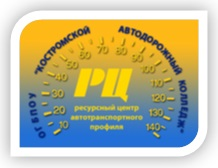 ОГБПОУ "КОСТРОМСКОЙ АВТОДОРОЖНЫЙ КОЛЛЕДЖ"
10 20 30 40 50 60 70 80 90 100 110 120 130 140
РЦ
ресурсный центр
автотранспортного
профиля